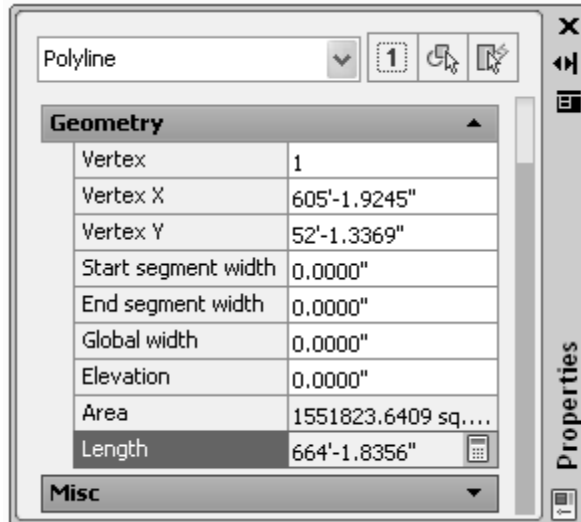 Polyline
1
Geometry
Vertex 1
Vertex X 605'-1.9245"
Vertex Y 52'-1.3369"
Start segment width 0.0000"
End segment width 0.0000"
Global width 0.0000"
Elevation 0.0000"
Area 1551823.6409 sq....
Length 664'-1.8356"
Misc
Properties